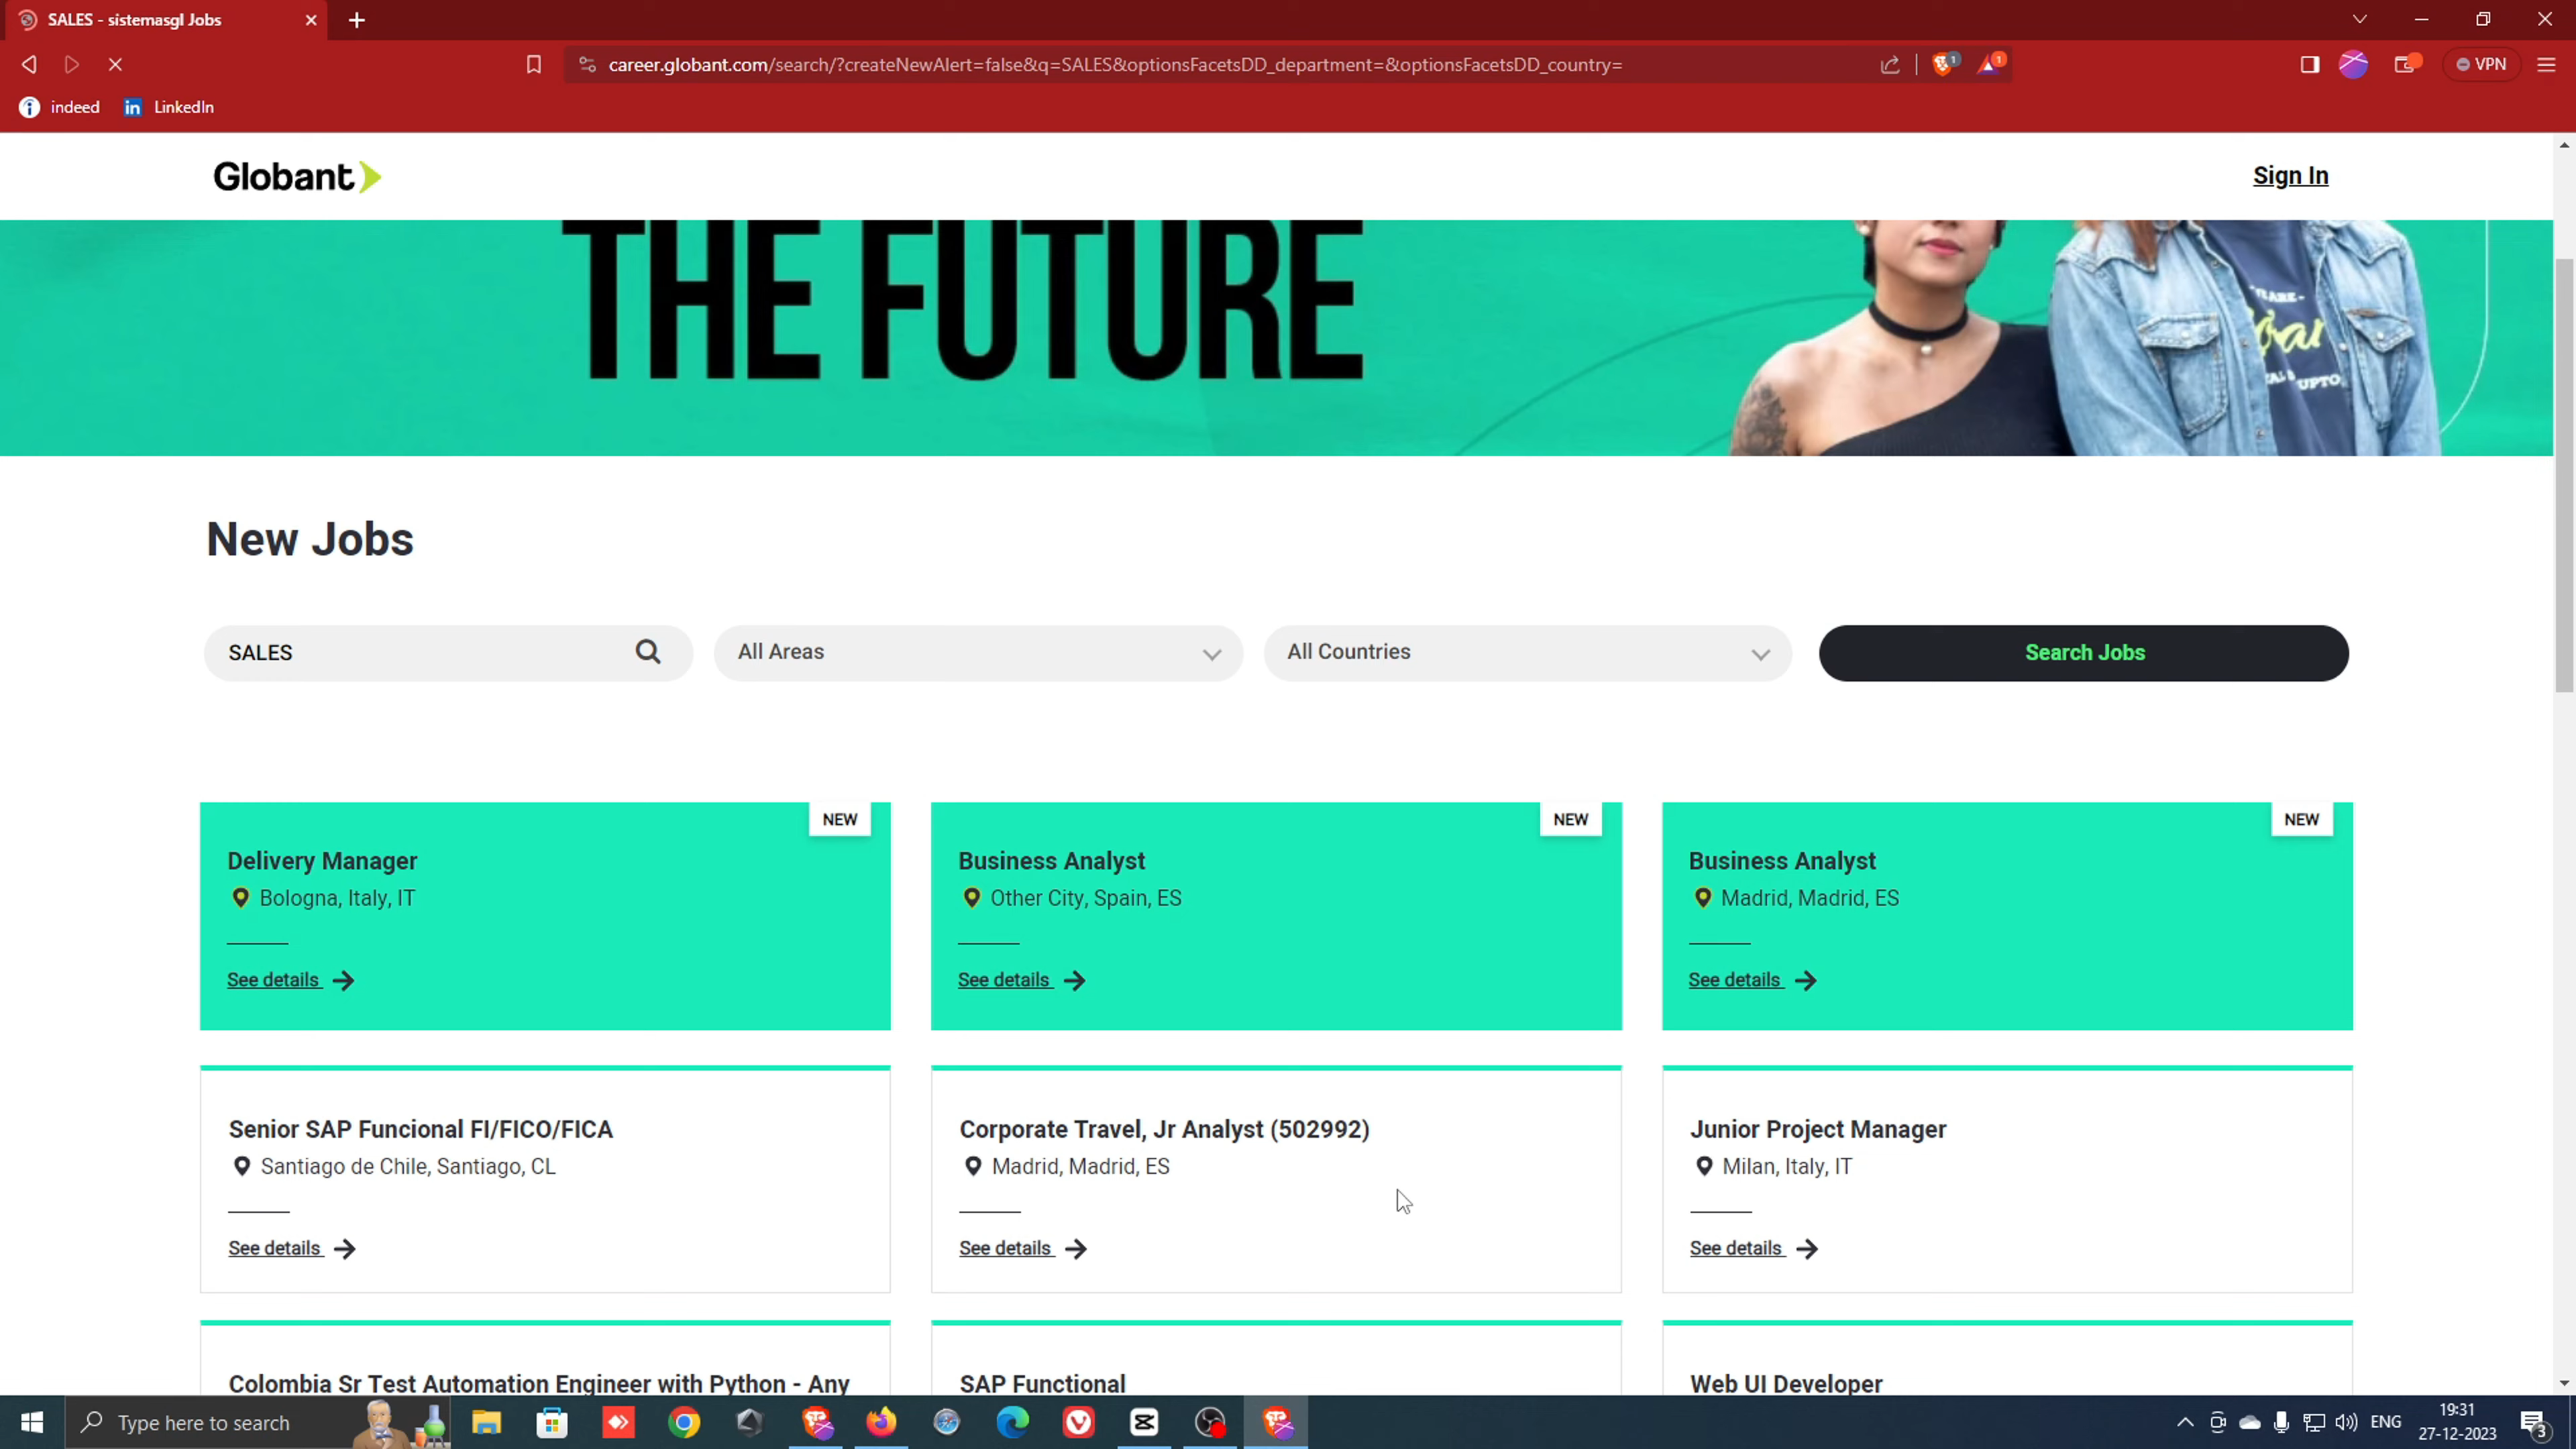 SALES - sistemasgl Jobs
career.globant.com/search/?createNewAlert=false&q=SALES&optionsFacetsDD_department=&optionsFacetsDD_country=
1
1
VPN
indeed
in LinkedIn
Globant
Sign In
THE FUTURE
New Jobs
SALES
All Areas
All Countries
Search Jobs
NEW
NEW
NEW
Delivery Manager
Business Analyst
Business Analyst
Bologna, Italy, IT
Other City, Spain, ES
Madrid, Madrid, ES
See details
See details
See details
Senior SAP Funcional FI/FICO/FICA
Corporate Travel, Jr Analyst (502992)
Junior Project Manager
Santiago de Chile, Santiago, CL
Madrid, Madrid, ES
Milan, Italy, IT
See details
See details
See details
Colombia Sr Test Automation Engineer with Python - Any
SAP Functional
Web UI Developer
Type here to search
ENG
19:31
27-12-2023
3